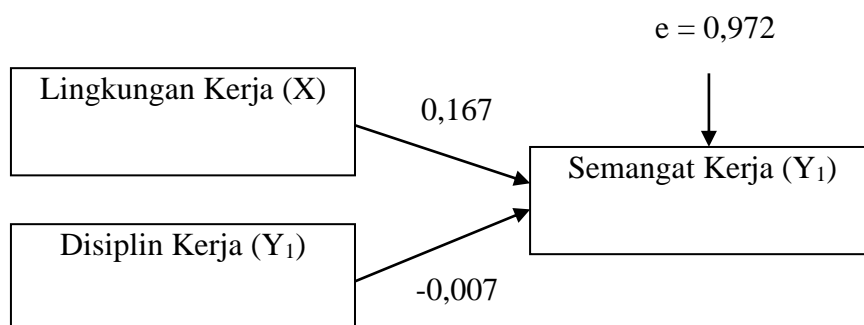 e = 0,972
Lingkungan Kerja (X)
0,167
Semangat Kerja (Y₁)
Disiplin Kerja (Y₁)
-0,007